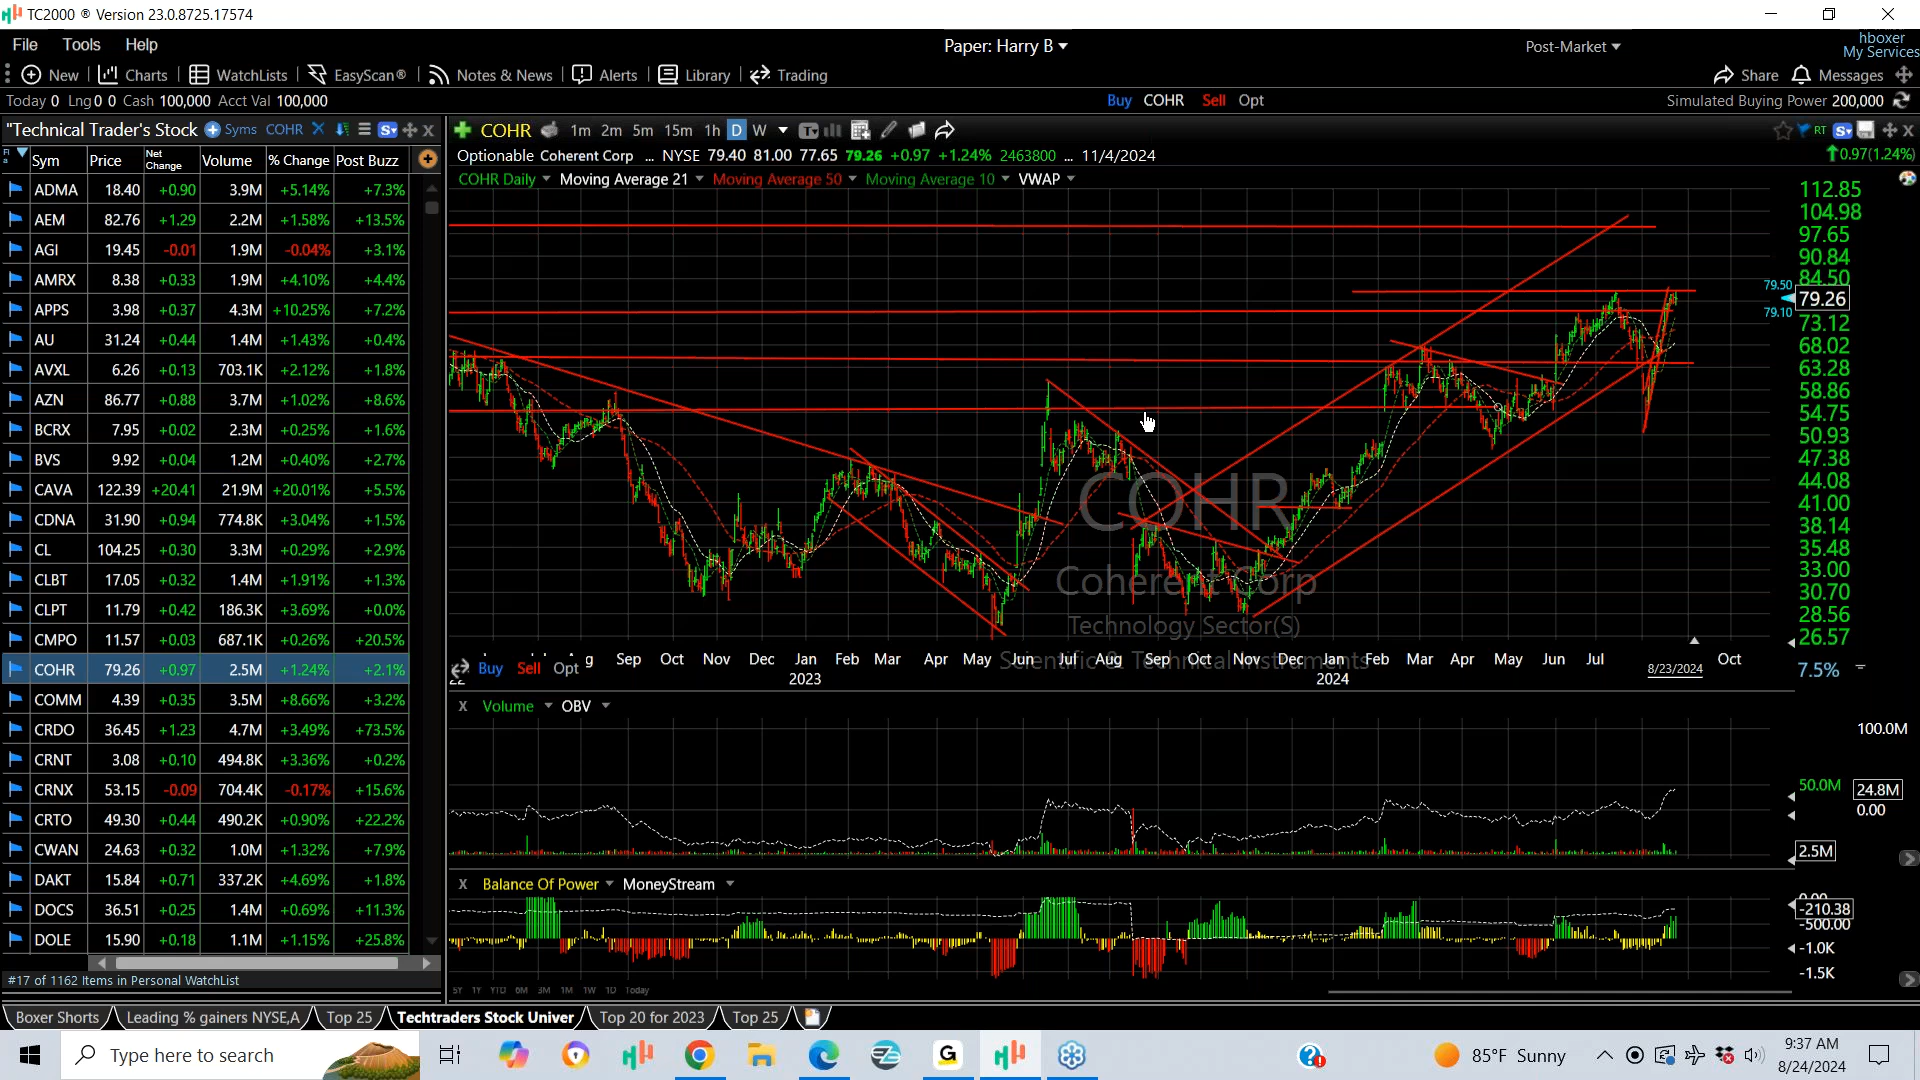 TC2000 ® Version 23.0.8725.17574
File Tools Help
Paper: Harry B
Post-Market
hboxer
My Services
New Charts WatchLists EasyScan® Notes & News Alerts Library Trading
Share Messages
Today 0 Lng 0 0 Cash 100,000 Acct Val 100,000
Buy COHR Sell Opt
Simulated Buying Power 200,000
"Technical Trader's Stock Syms COHR
COHR 1m 2m 5m 15m 1h D W
RT
Optionable Coherent Corp ... NYSE 79.40 81.00 77.65 79.26 +0.97 +1.24% 2463800 ... 11/4/2024
0.97(1.24%)
COHR Daily Moving Average 21 Moving Average 50 Moving Average 10 VWAP
Sym Price Net Change Volume % Change Post Buzz
ADMA 18.40 +0.90 3.9M +5.14% +7.3%
AEM 82.76 +1.29 2.2M +1.58% +13.5%
AGI 19.45 -0.01 1.9M -0.04% +3.1%
AMRX 8.38 +0.33 1.9M +4.10% +4.4%
APPS 3.98 +0.37 4.3M +10.25% +7.2%
AU 31.24 +0.44 1.4M +1.43% +0.4%
AVXL 6.26 +0.13 703.1K +2.12% +1.8%
AZN 86.77 +0.88 3.7M +1.02% +8.6%
BCRX 7.95 +0.02 2.3M +0.25% +1.6%
BVS 9.92 +0.04 1.2M +0.40% +2.7%
CAVA 122.39 +20.41 21.9M +20.01% +5.5%
CDNA 31.90 +0.94 774.8K +3.04% +1.5%
CL 104.25 +0.30 3.3M +0.29% +2.9%
CLBT 17.05 +0.32 1.4M +1.91% +1.3%
CLPT 11.79 +0.42 186.3K +3.69% +0.0%
CMPO 11.57 +0.03 687.1K +0.26% +20.5%
COHR 79.26 +0.97 2.5M +1.24% +2.1%
COMM 4.39 +0.35 3.5M +8.66% +3.2%
CRDO 36.45 +1.23 4.7M +3.49% +73.5%
CRNT 3.08 +0.10 494.8K +3.36% +0.2%
CRNX 53.15 -0.09 704.4K -0.17% +15.6%
CRTO 49.30 +0.44 490.2K +0.90% +22.2%
CWAN 24.63 +0.32 1.0M +1.32% +7.9%
DAKT 15.84 +0.71 337.2K +4.69% +1.8%
DOCS 36.51 +0.25 1.4M +0.69% +11.3%
DOLE 15.90 +0.18 1.1M +1.15% +25.8%
#17 of 1162 Items in Personal WatchList
112.85
104.98
97.65
90.84
84.50
79.50
79.26
79.10
73.12
68.02
63.28
58.86
54.75
50.93
47.38
44.08
41.00
38.14
35.48
33.00
30.70
28.56
26.57
7.5%
COHR
Coherent Corp
Technology Sector(S)
Scientific & Technical Instruments
Buy Sell Opt
Sep Oct Nov Dec Jan Feb Mar Apr May Jun Jul Aug Sep Oct Nov Dec Jan Feb Mar Apr May Jun Jul 8/23/2024 Oct
22 2023 2024
X Volume OBV
100.0M
50.0M
24.8M
0.00
2.5M
X Balance Of Power MoneyStream
0.00
-210.38
-500.00
-1.0K
-1.5K
5Y 1Y YTD 6M 3M 1M 1W 1D Today
Boxer Shorts Leading % gainers NYSE,A Top 25 Techtraders Stock Univer Top 20 for 2023 Top 25
Type here to search
85°F Sunny
9:37 AM
8/24/2024